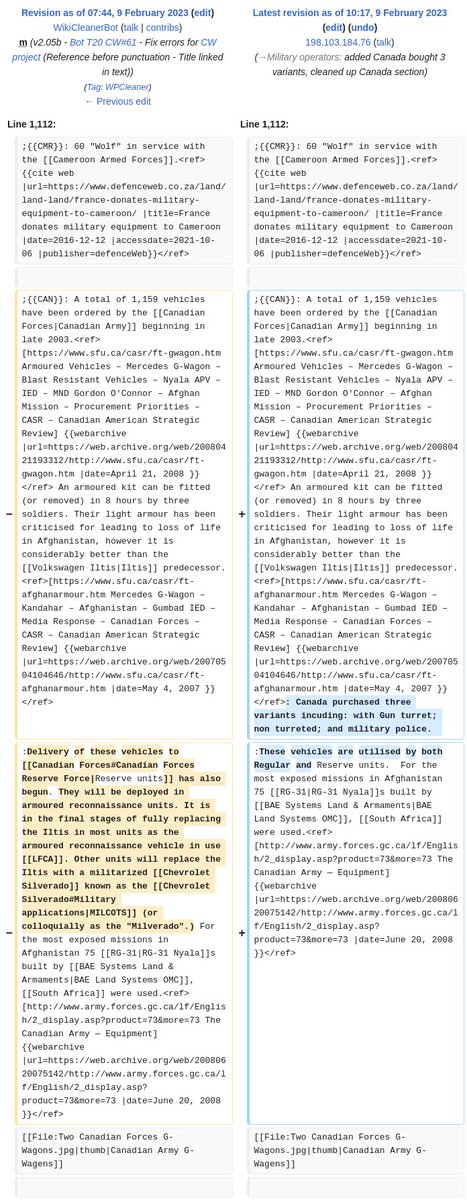 Revision as of 07:44, 9 February 2023 (edit)
WikiCleanerBot (talk | contribs)
m (v2.05b - Bot T20 CW#61 - Fix errors for CW
project (Reference before punctuation - Title linked
in text))
(Tag: WPCleaner)
← Previous edit
Line 1,112:
;{{CMR}}: 60 "Wolf" in service with
the [[Cameroon Armed Forces]].<ref>
{{cite web
|url=https://www.defenceweb.co.za/land/
land-land/france-donates-military-
equipment-to-cameroon/ |title=France
donates military equipment to Cameroon
|date=2016-12-12 |accessdate=2021-10-
06 |publisher=defenceWeb}}</ref>
− ;{{CAN}}: A total of 1,159 vehicles
have been ordered by the [[Canadian
Forces|Canadian Army]] beginning in
late 2003.<ref>
[https://www.sfu.ca/casr/ft-gwagon.htm
Armoured Vehicles – Mercedes G-Wagon –
Blast Resistant Vehicles – Nyala APV –
IED – MND Gordon O'Connor – Afghan
Mission – Procurement Priorities –
CASR – Canadian American Strategic
Review] {{webarchive
|url=https://web.archive.org/web/200804
21193312/http://www.sfu.ca/casr/ft-
gwagon.htm |date=April 21, 2008 }}
</ref> An armoured kit can be fitted
(or removed) in 8 hours by three
soldiers. Their light armour has been
criticised for leading to loss of life
in Afghanistan, however it is
considerably better than the
[[Volkswagen Iltis|Iltis]] predecessor.
<ref>[https://www.sfu.ca/casr/ft-
afghanarmour.htm Mercedes G-Wagon –
Kandahar – Afghanistan – Gumbad IED –
Media Response – Canadian Forces –
CASR – Canadian American Strategic
Review] {{webarchive
|url=https://web.archive.org/web/200705
04104646/http://www.sfu.ca/casr/ft-
afghanarmour.htm |date=May 4, 2007 }}
</ref>
− :Delivery of these vehicles to
[[Canadian Forces#Canadian Forces
Reserve Force|Reserve units]] has also
begun. They will be deployed in
armoured reconnaissance units. It is
in the final stages of fully replacing
the Iltis in most units as the
armoured reconnaissance vehicle in use
[[LFCA]]. Other units will replace the
Iltis with a militarized [[Chevrolet
Silverado]] known as the [[Chevrolet
Silverado#Military
applications|MILCOTS]] (or
colloquially as the "Milverado".) For
the most exposed missions in
Afghanistan 75 [[RG-31|RG-31 Nyala]]s
built by [[BAE Systems Land &
Armaments|BAE Land Systems OMC]],
[[South Africa]] were used.<ref>
[http://www.army.forces.gc.ca/lf/Englis
h/2_display.asp?product=73&more=73 The
Canadian Army — Equipment]
{{webarchive
|url=https://web.archive.org/web/200806
20075142/http://www.army.forces.gc.ca/l
f/English/2_display.asp?
product=73&more=73 |date=June 20, 2008
}}</ref>
[[File:Two Canadian Forces G-
Wagons.jpg|thumb|Canadian Army G-
Wagens]]
Latest revision as of 10:17, 9 February 2023
(edit) (undo)
198.103.184.76 (talk)
(→Military operators: added Canada bought 3
variants, cleaned up Canada section)
Line 1,112:
;{{CMR}}: 60 "Wolf" in service with
the [[Cameroon Armed Forces]].<ref>
{{cite web
|url=https://www.defenceweb.co.za/land/
land-land/france-donates-military-
equipment-to-cameroon/ |title=France
donates military equipment to Cameroon
|date=2016-12-12 |accessdate=2021-10-
06 |publisher=defenceWeb}}</ref>
+ ;{{CAN}}: A total of 1,159 vehicles
have been ordered by the [[Canadian
Forces|Canadian Army]] beginning in
late 2003.<ref>
[https://www.sfu.ca/casr/ft-gwagon.htm
Armoured Vehicles – Mercedes G-Wagon –
Blast Resistant Vehicles – Nyala APV –
IED – MND Gordon O'Connor – Afghan
Mission – Procurement Priorities –
CASR – Canadian American Strategic
Review] {{webarchive
|url=https://web.archive.org/web/200804
21193312/http://www.sfu.ca/casr/ft-
gwagon.htm |date=April 21, 2008 }}
</ref> An armoured kit can be fitted
(or removed) in 8 hours by three
soldiers. Their light armour has been
criticised for leading to loss of life
in Afghanistan, however it is
considerably better than the
[[Volkswagen Iltis|Iltis]] predecessor.
<ref>[https://www.sfu.ca/casr/ft-
afghanarmour.htm Mercedes G-Wagon –
Kandahar – Afghanistan – Gumbad IED –
Media Response – Canadian Forces –
CASR – Canadian American Strategic
Review] {{webarchive
|url=https://web.archive.org/web/200705
04104646/http://www.sfu.ca/casr/ft-
afghanarmour.htm |date=May 4, 2007 }}
</ref>: Canada purchased three
variants incuding: with Gun turret;
non turreted; and military police.
+ :These vehicles are utilised by both
Regular and Reserve units. For the
most exposed missions in Afghanistan
75 [[RG-31|RG-31 Nyala]]s built by
[[BAE Systems Land & Armaments|BAE
Land Systems OMC]], [[South Africa]]
were used.<ref>
[http://www.army.forces.gc.ca/lf/Englis
h/2_display.asp?product=73&more=73 The
Canadian Army — Equipment]
{{webarchive
|url=https://web.archive.org/web/200806
20075142/http://www.army.forces.gc.ca/l
f/English/2_display.asp?
product=73&more=73 |date=June 20, 2008
}}</ref>
[[File:Two Canadian Forces G-
Wagons.jpg|thumb|Canadian Army G-
Wagens]]